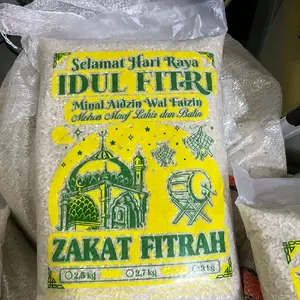 Selamat Hari Raya
IDUL FITRI
Minal Aidzin Wal Faizin
Mohon Maaf Lahir dan Batin
ZAKAT FITRAH
2,5 kg 2,7 kg 3 kg